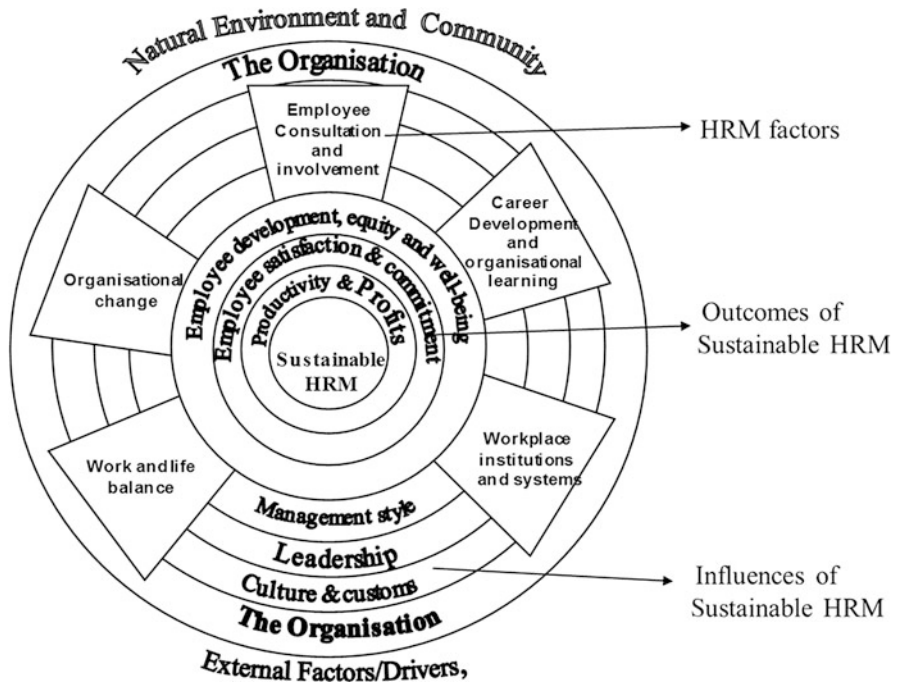 Natural Environment and Community
The Organisation
Employee
Consultation
and
involvement
HRM factors
Career
Development
and
organisational
learning
Organisational
change
Employee development, equity and well-being
Employee satisfaction & commitment
Productivity & Profits
Sustainable
HRM
Outcomes of
Sustainable HRM
Work and life
balance
Workplace
institutions
and systems
Management style
Leadership
Culture & customs
The Organisation
External Factors/Drivers,
Influences of
Sustainable HRM